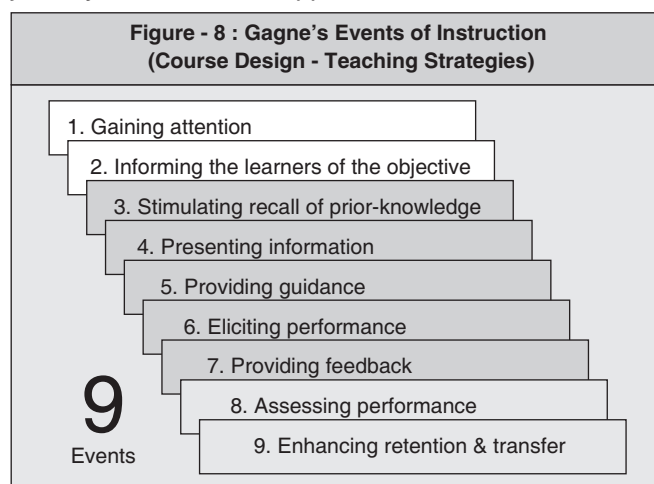 Figure - 8 : Gagne's Events of Instruction
(Course Design - Teaching Strategies)
1. Gaining attention
2. Informing the learners of the objective
3. Stimulating recall of prior-knowledge
4. Presenting information
5. Providing guidance
6. Eliciting performance
7. Providing feedback
8. Assessing performance
9. Enhancing retention & transfer
9
Events